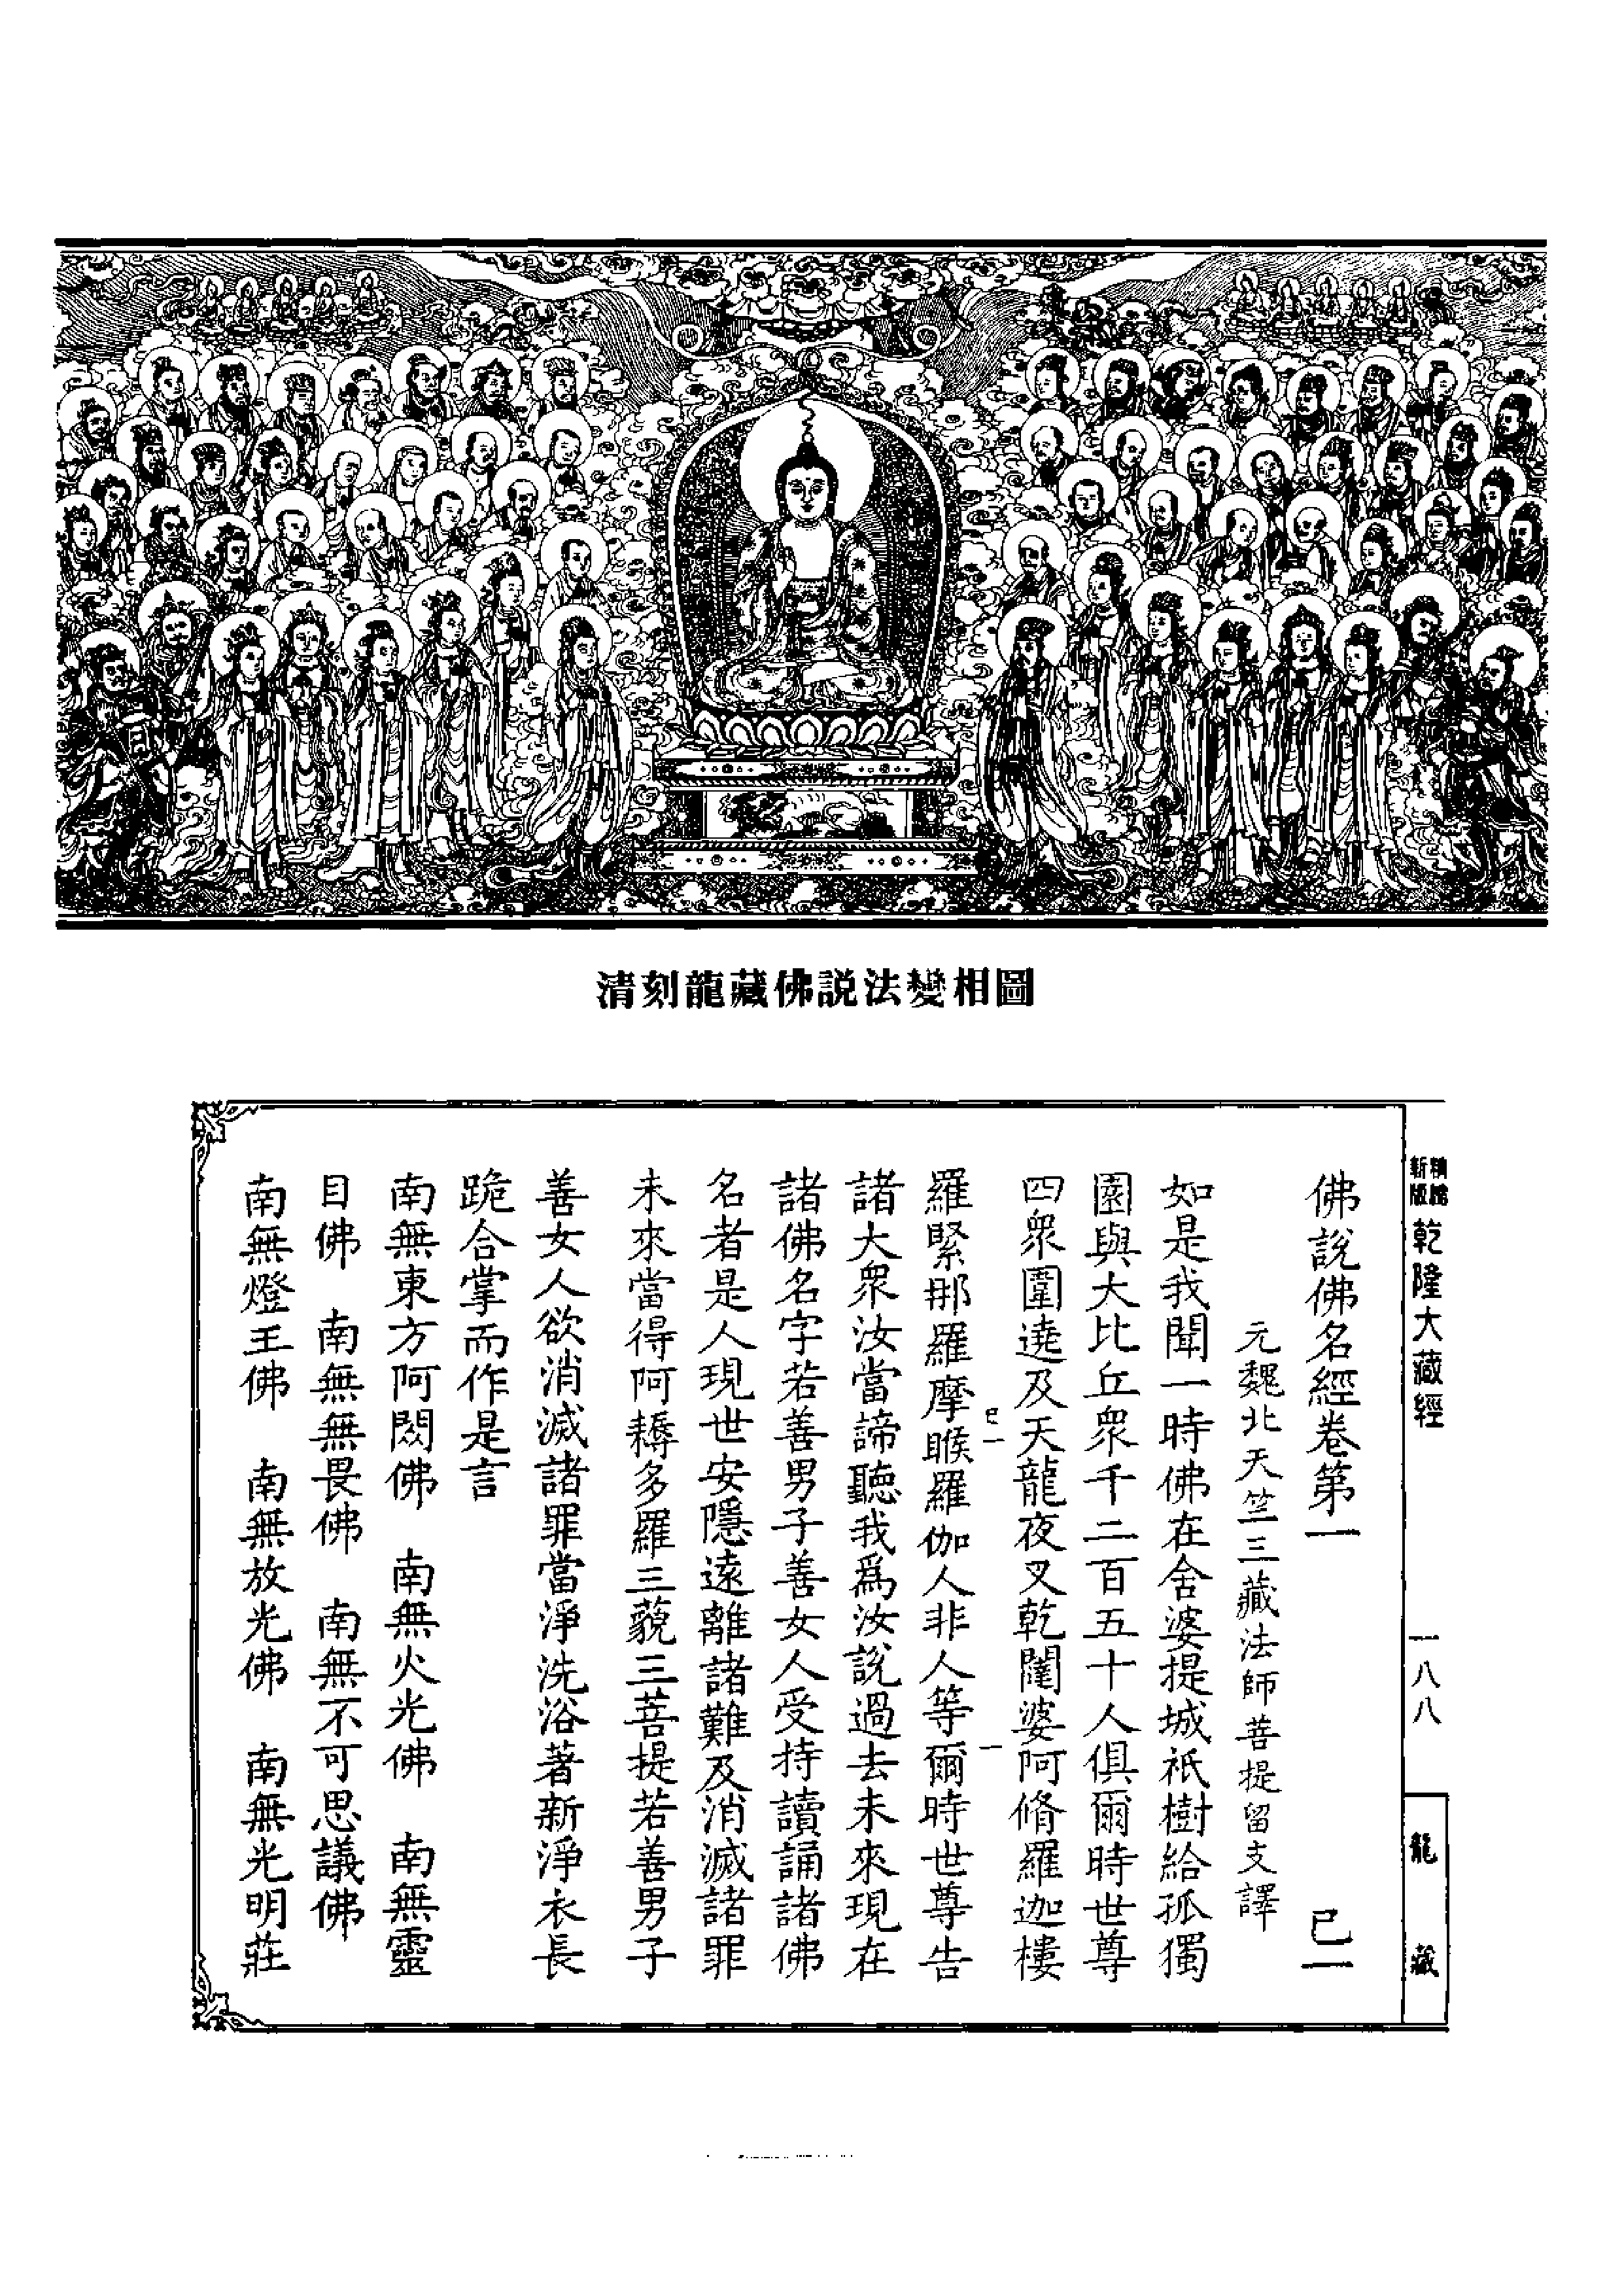 清刻龍藏佛説法變相圖
新版
精縮
乾隆大藏經
一八八
龍藏
佛說佛名經卷第一 已一
元魏北天竺三藏法師菩提留支譯
如是我聞一時佛在舍婆提城祇樹給孤獨
園與大比丘衆千二百五十人俱爾時世尊
四衆圍遶及天龍夜叉乾闥婆阿脩羅迦樓
已一 一
羅緊那羅摩睺羅伽人非人等爾時世尊告
諸大衆汝當諦聽我爲汝說過去未來現在
諸佛名字若善男子善女人受持讀誦諸佛
名者是人現世安隱遠離諸難及消滅諸罪
未來當得阿耨多羅三藐三菩提若善男子
善女人欲消滅諸罪當淨洗浴著新淨衣長
跪合掌而作是言
南無東方阿閦佛 南無火光佛 南無靈
目佛 南無無畏佛 南無不可思議佛
南無燈王佛 南無放光佛 南無光明莊